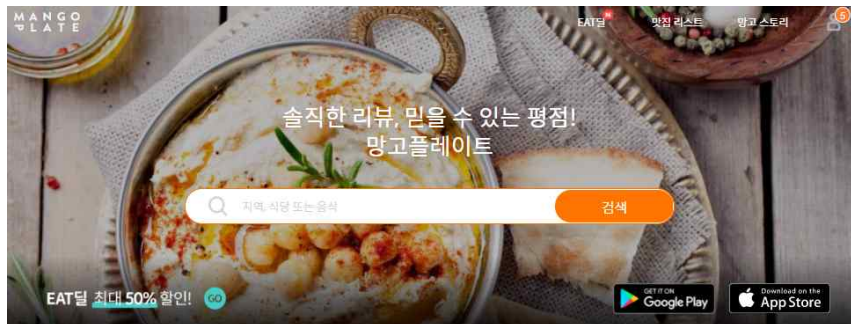 MANGO
PLATE
EAT딜
N
맛집 리스트
망고 스토리
5
솔직한 리뷰, 믿을 수 있는 평점!
망고플레이트
지역, 식당 또는 음식
검색
EAT딜 최대 50% 할인!
GO
GET IT ON
Google Play
Download on the
App Store